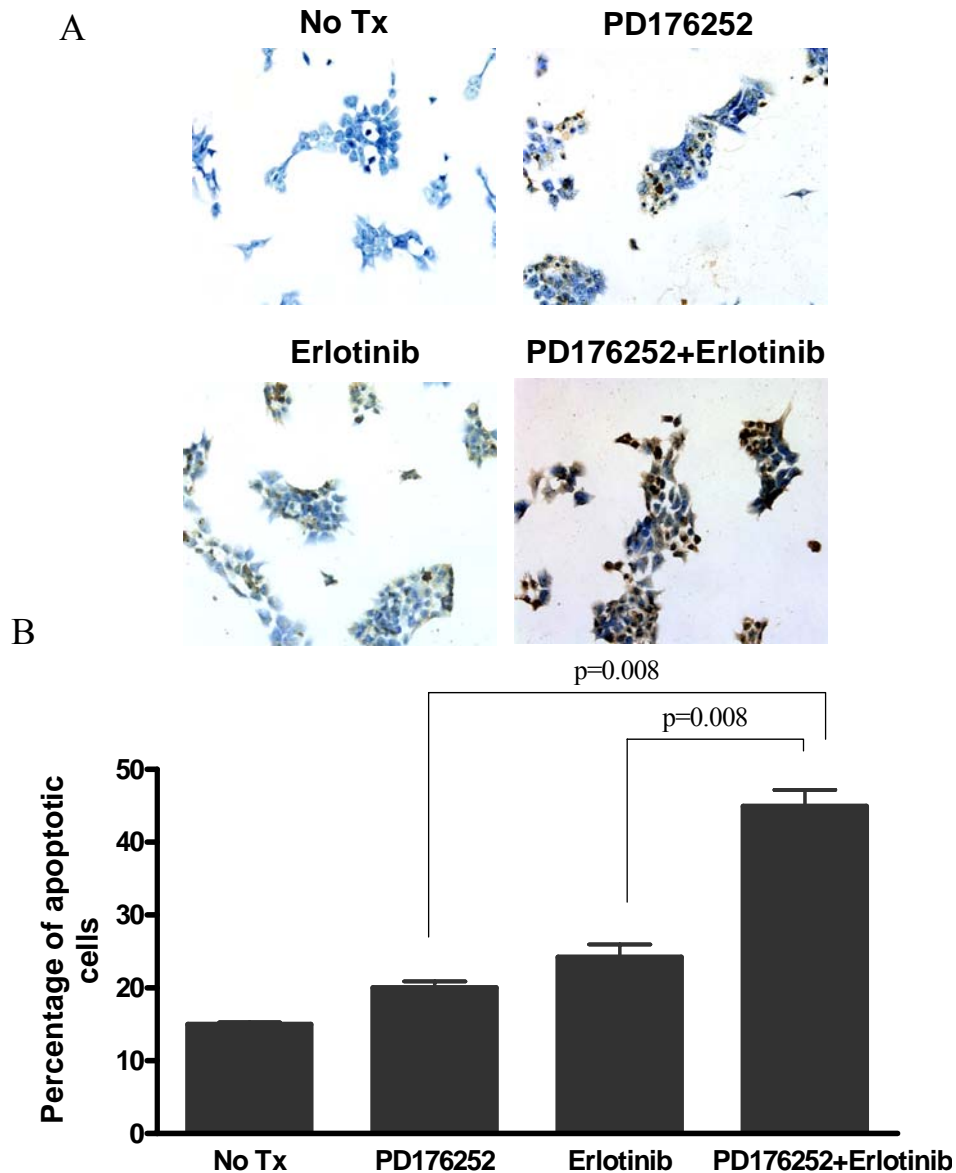 A
No Tx
PD176252
Erlotinib
PD176252+Erlotinib
B
p=0.008
p=0.008
Percentage of apoptotic
cells
50
40
30
20
10
0
No Tx
PD176252
Erlotinib
PD176252+Erlotinib